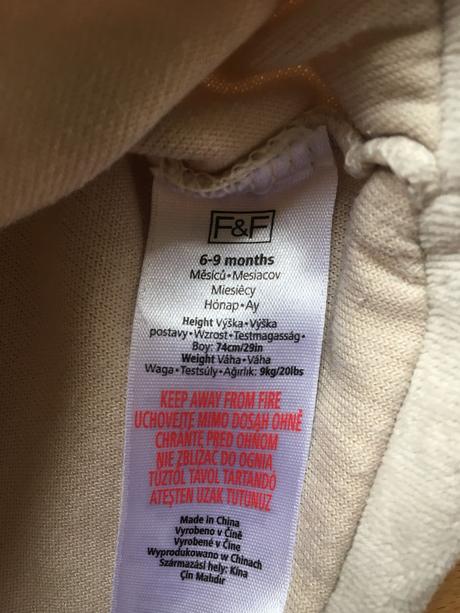 F&F
6-9 months
Měsíců•Mesiacov
Miesięcy
Hónap•Ay
Height Výška•Výška
postavy•Wzrost•Testmagasság•
Boy: 74cm/29in
Weight Váha•Váha
Waga•Testsúly•Ağırlık: 9kg/20lbs
KEEP AWAY FROM FIRE
UCHOVEJTE MIMO DOSAH OHNĚ
CHRÁNTE PRED OHŇOM
NIE ZBLIŻAĆ DO OGNIA
TŰZTŐL TÁVOL TARTANDÓ
ATEŞTEN UZAK TUTUNUZ
Made in China
Vyrobeno v Číně
Vyrobené v Číne
Wyprodukowano w Chinach
Származási hely: Kína
Çin Malıdır